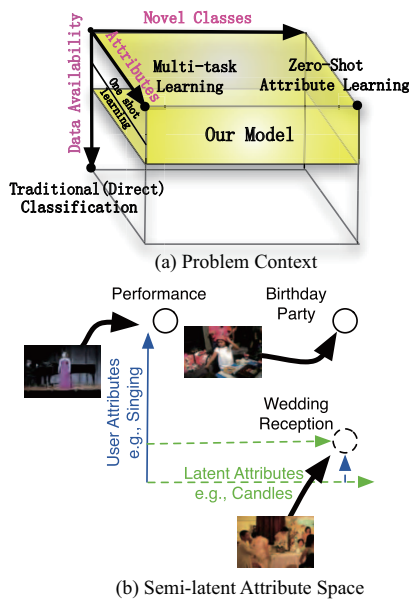 Novel Classes
Data Availability
Attributes
One shot
learning
Multi-task
Learning
Zero-Shot
Attribute Learning
Our Model
Traditional(Direct)
Classification
(a) Problem Context
Performance
Birthday
Party
User Attributes
e.g., Singing
Wedding
Reception
Latent Attributes
e.g., Candles
(b) Semi-latent Attribute Space